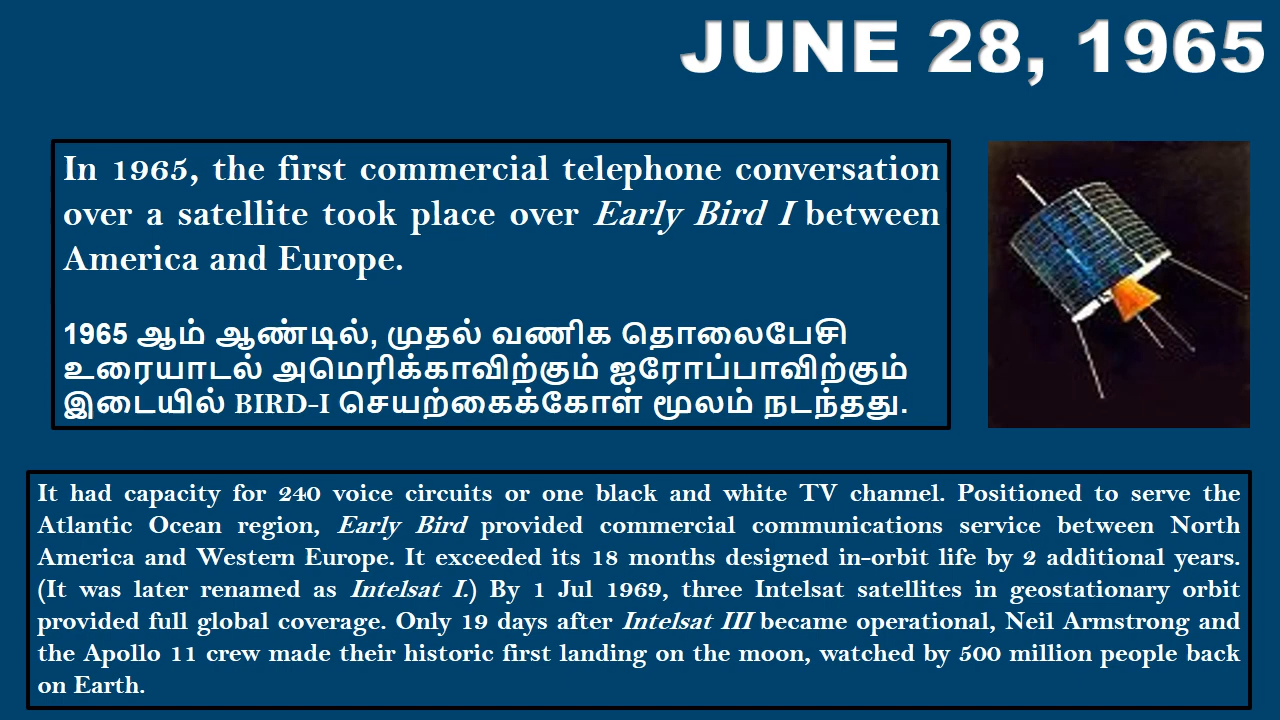 JUNE 28, 1965
In 1965, the first commercial telephone conversation
over a satellite took place over Early Bird I between
America and Europe.
1965 ஆம் ஆண்டில், முதல் வணிக தொலைபேசி
உரையாடல் அமெரிக்காவிற்கும் ஐரோப்பாவிற்கும்
இடையில் BIRD-I செயற்கைக்கோள் மூலம் நடந்தது.
It had capacity for 240 voice circuits or one black and white TV channel. Positioned to serve the
Atlantic Ocean region, Early Bird provided commercial communications service between North
America and Western Europe. It exceeded its 18 months designed in-orbit life by 2 additional years.
(It was later renamed as Intelsat I.) By 1 Jul 1969, three Intelsat satellites in geostationary orbit
provided full global coverage. Only 19 days after Intelsat III became operational, Neil Armstrong and
the Apollo 11 crew made their historic first landing on the moon, watched by 500 million people back
on Earth.